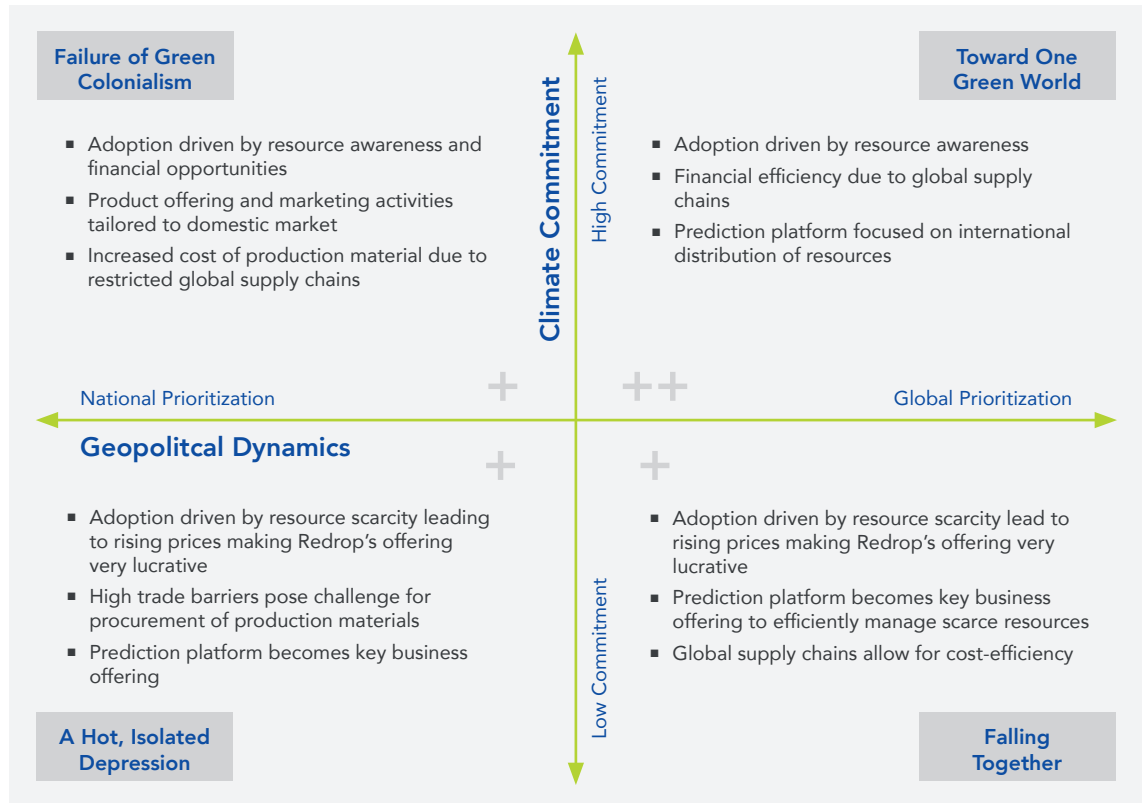 Failure of Green
Colonialism
■ Adoption driven by resource awareness and
financial opportunities
■ Product offering and marketing activities
tailored to domestic market
■ Increased cost of production material due to
restricted global supply chains
Climate Commitment
High Commitment
Toward One
Green World
■ Adoption driven by resource awareness
■ Financial efficiency due to global supply
chains
■ Prediction platform focused on international
distribution of resources
+
++
National Prioritization
Global Prioritization
Geopolitcal Dynamics
+
+
■ Adoption driven by resource scarcity leading
to rising prices making Redrop’s offering
very lucrative
■ High trade barriers pose challenge for
procurement of production materials
■ Prediction platform becomes key business
offering
A Hot, Isolated
Depression
Low Commitment
■ Adoption driven by resource scarcity lead to
rising prices making Redrop’s offering very
lucrative
■ Prediction platform becomes key business
offering to efficiently manage scarce resources
■ Global supply chains allow for cost-efficiency
Falling
Together